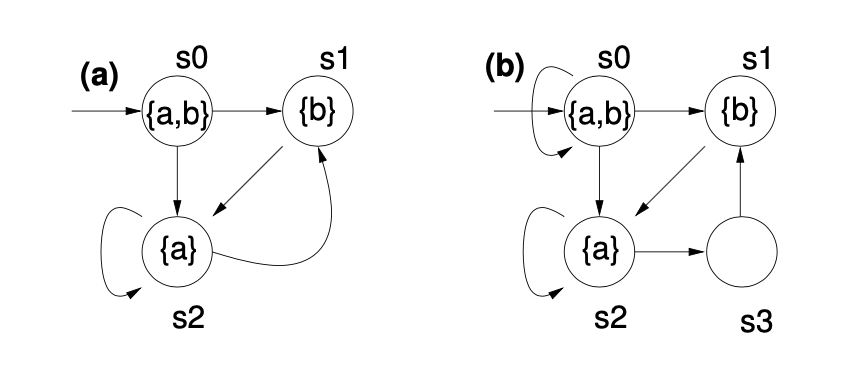 (a) s0 s1
{a,b} {b}
{a}
s2
(b) s0 s1
{a,b} {b}
{a}
s2 s3